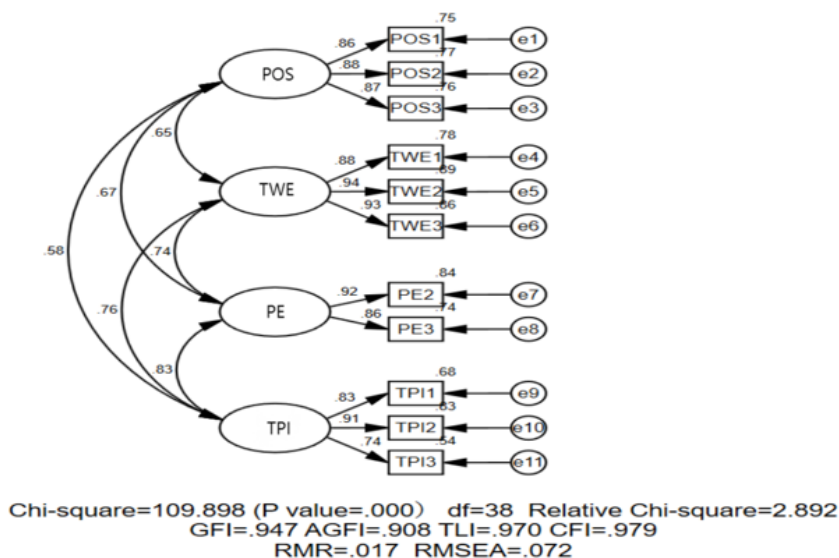 .75
.86
POS1
e1
.77
.88
POS
POS2
e2
.76
.87
POS3
e3
.65
.78
.88
TWE1
e4
.89
.94
TWE
TWE2
e5
.86
.93
TWE3
e6
.67
.58
.74
.84
.92
PE2
e7
.76
PE
.74
.86
PE3
e8
.83
.68
.83
TPI1
e9
.83
.91
TPI
TPI2
e10
.54
.74
TPI3
e11
Chi-square=109.898 (P value=.000) df=38 Relative Chi-square=2.892
GFI=.947 AGFI=.908 TLI=.970 CFI=.979
RMR=.017 RMSEA=.072